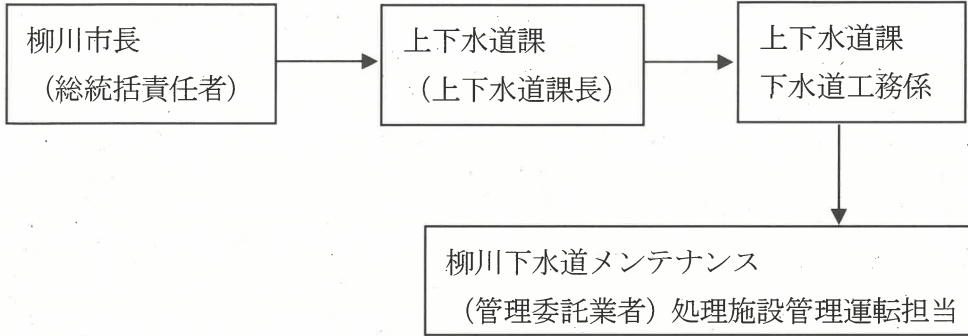 柳川市長
（総統括責任者）
上下水道課
（上下水道課長）
上下水道課
下水道工務係
柳川下水道メンテナンス
（管理委託業者）処理施設管理運転担当